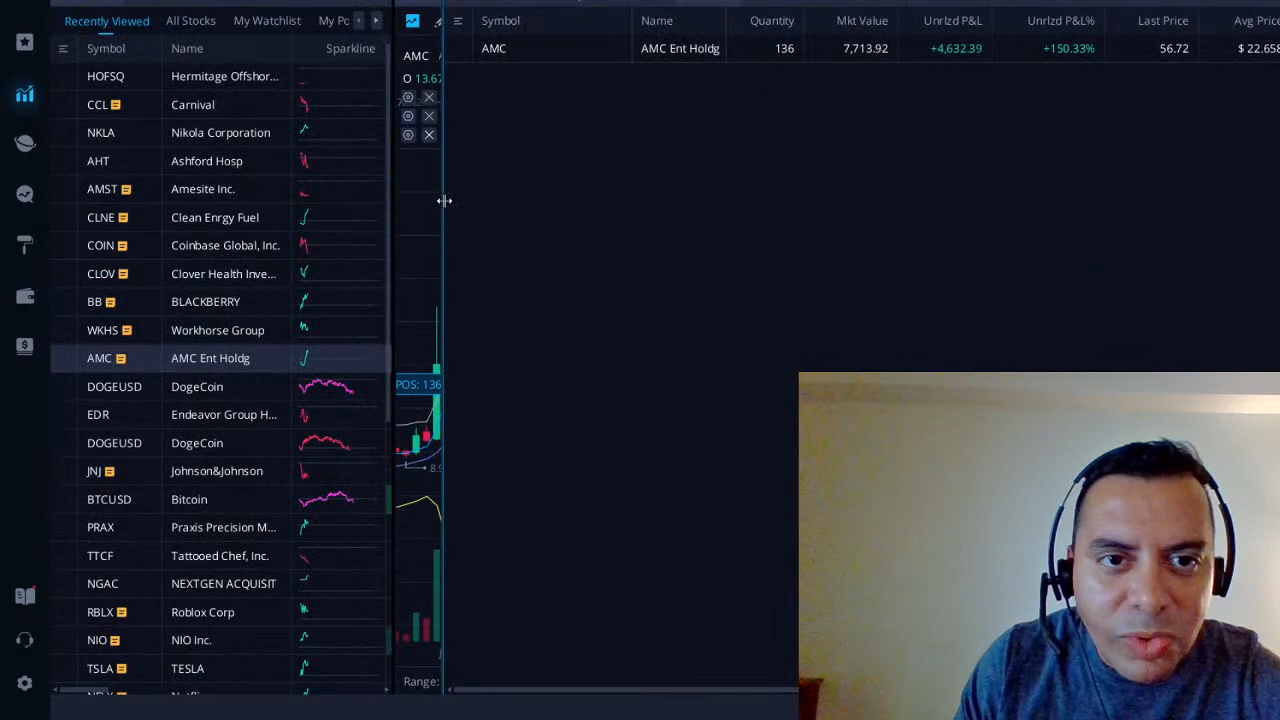 Recently Viewed All Stocks My Watchlist My Po
Symbol Name Sparkline
HOFSQ Hermitage Offshor...
CCL Carnival
NKLA Nikola Corporation
AHT Ashford Hosp
AMST Amesite Inc.
CLNE Clean Enrgy Fuel
COIN Coinbase Global, Inc.
CLOV Clover Health Inve...
BB BLACKBERRY
WKHS Workhorse Group
AMC AMC Ent Holdg
DOGEUSD DogeCoin
EDR Endeavor Group H...
DOGEUSD DogeCoin
JNJ Johnson&Johnson
BTCUSD Bitcoin
PRAX Praxis Precision M...
TTCF Tattooed Chef, Inc.
NGAC NEXTGEN ACQUISIT
RBLX Roblox Corp
NIO NIO Inc.
TSLA TESLA
AMC
O 13.67
POS: 136
8.9
Range:
Symbol Name Quantity Mkt Value Unrlzd P&L Unrlzd P&L% Last Price Avg Price
AMC AMC Ent Holdg 136 7,713.92 +4,632.39 +150.33% 56.72 $ 22.658